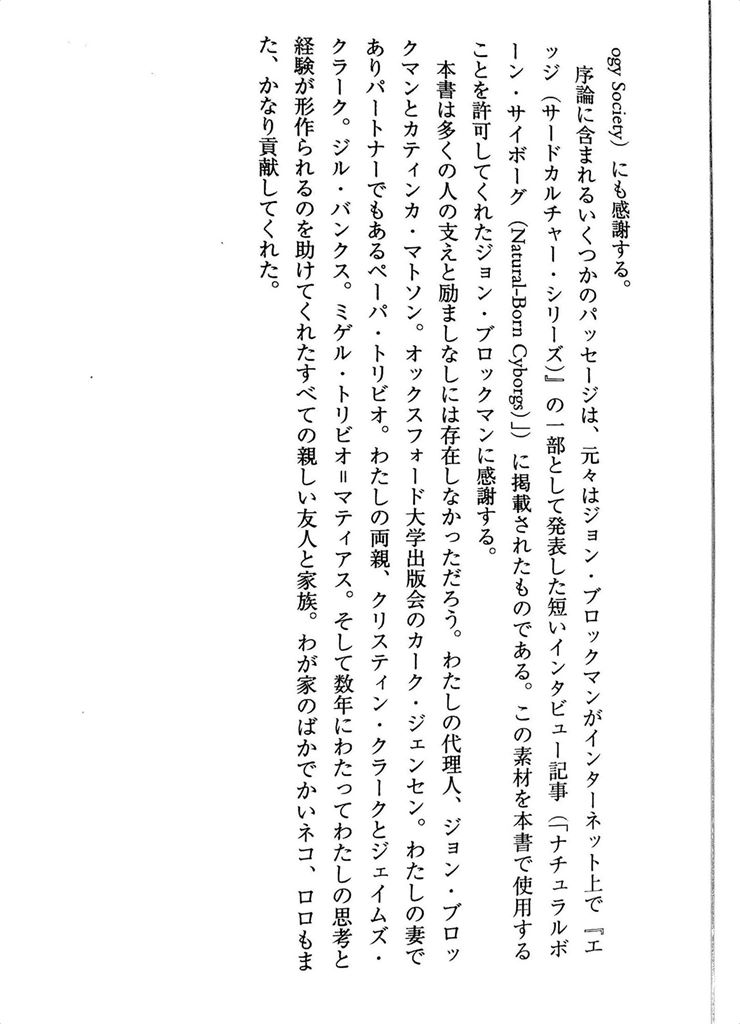 ogy Society）にも感謝する。
序論に含まれるいくつかのパッセージは、元々はジョン・ブロックマンがインターネット上で『エ
ッジ（サードカルチャー・シリーズ）』の一部として発表した短いインタビュー記事（「ナチュラルボ
ーン・サイボーグ（Natural-Born Cyborgs）」）に掲載されたものである。この素材を本書で使用する
ことを許可してくれたジョン・ブロックマンに感謝する。
本書は多くの人の支えと励ましなしには存在しなかっただろう。わたしの代理人、ジョン・ブロッ
クマンとカティンカ・マトソン。オックスフォード大学出版会のカーク・ジェンセン。わたしの妻で
ありパートナーでもあるペーパ・トリビオ。わたしの両親、クリスティン・クラークとジェイムズ・
クラーク。ジル・バンクス。ミゲル・トリビオ＝マティアス。そして数年にわたってわたしの思考と
経験が形作られるのを助けてくれたすべての親しい友人と家族。わが家のばかでかいネコ、ロロもま
た、かなり貢献してくれた。